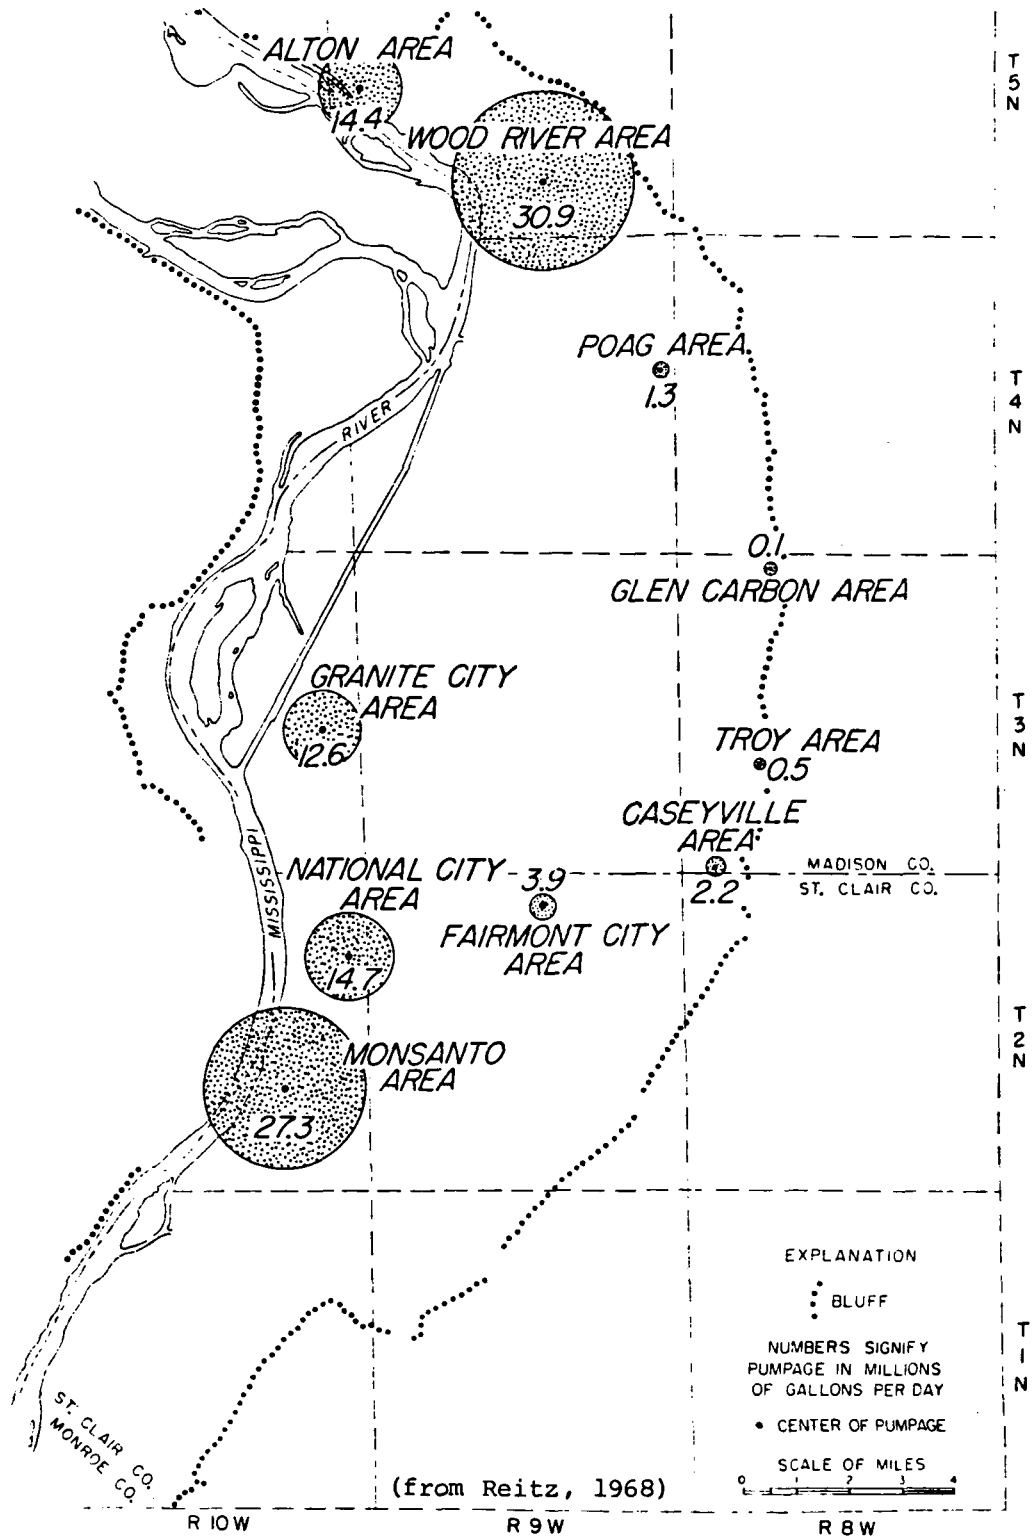 ALTON AREA
14.4
WOOD RIVER AREA
30.9
T
5
N
POAG AREA
1.3
T
4
N
RIVER
0.1
GLEN CARBON AREA
GRANITE CITY
AREA
12.6
T
3
N
TROY AREA
0.5
CASEYVILLE
AREA
2.2
MADISON CO.
ST. CLAIR CO.
MISSISSIPPI
NATIONAL CITY
AREA
14.7
3.9
FAIRMONT CITY
AREA
T
2
N
MONSANTO
AREA
27.3
EXPLANATION
BLUFF
NUMBERS SIGNIFY
PUMPAGE IN MILLIONS
OF GALLONS PER DAY
CENTER OF PUMPAGE
SCALE OF MILES
0 1 2 3 4
T
1
N
ST. CLAIR CO.
MONROE CO.
(from Reitz, 1968)
R 10 W
R 9 W
R 8 W